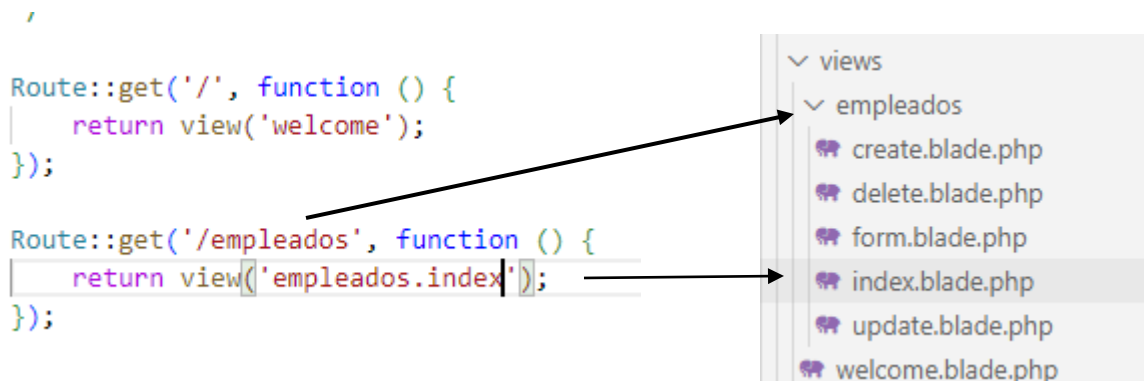 Route::get('/', function () {
    return view('welcome');
});
Route::get('/empleados', function () {
    return view('empleados.index');
});
views
empleados
create.blade.php
delete.blade.php
form.blade.php
index.blade.php
update.blade.php
welcome.blade.php